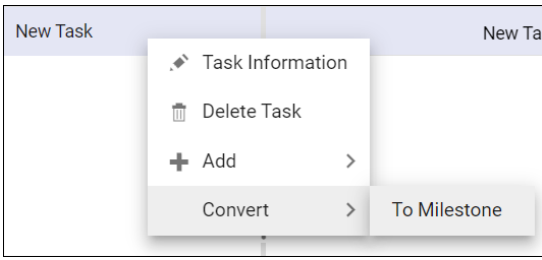 New Task
New Ta
Task Information
Delete Task
Add
Convert
To Milestone